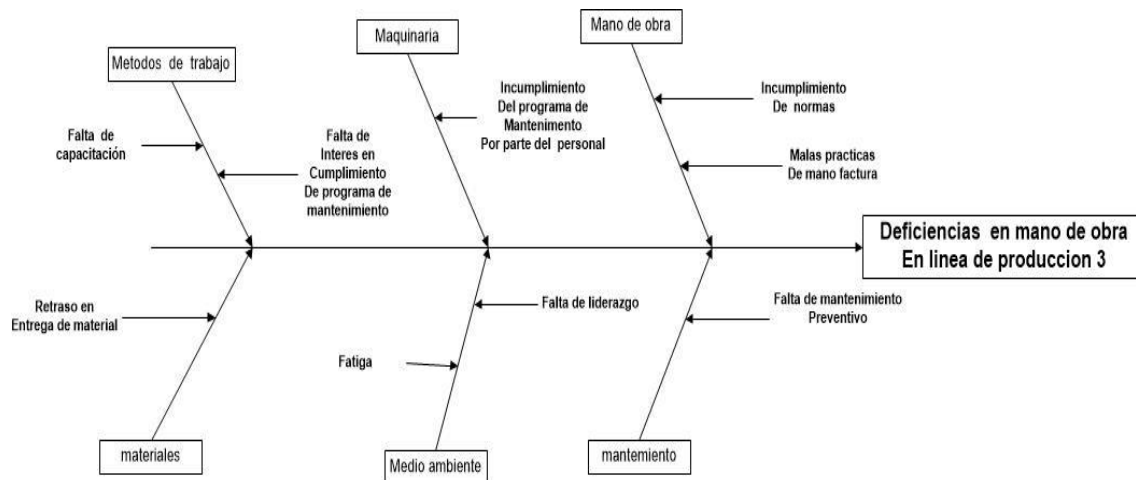 Metodos de trabajo
Maquinaria
Mano de obra
Falta de
capacitación
Falta de
Interes en
Cumplimiento
De programa de
mantenimiento
Incumplimiento
Del programa de
Mantenimento
Por parte del personal
Incumplimiento
De normas
Malas practicas
De mano factura
Deficiencias en mano de obra
En linea de produccion 3
Retraso en
Entrega de material
Fatiga
Falta de liderazgo
Falta de mantenimiento
Preventivo
materiales
Medio ambiente
mantemiento